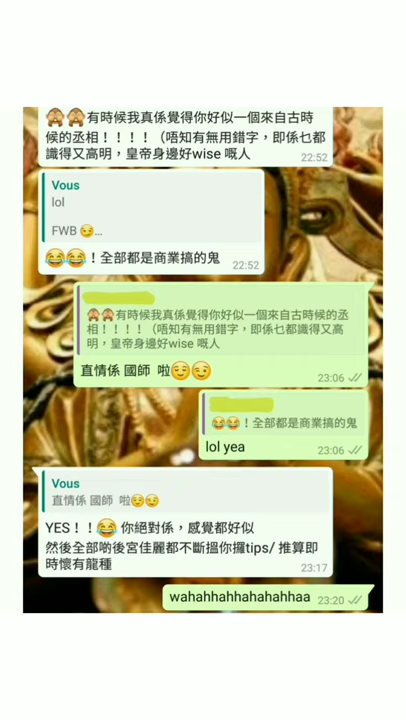 🙈🙈有時候我真係覺得你好似一個來自古時
候的丞相！！！！（唔知有無用錯字，即係乜都
識得又高明，皇帝身邊好wise 嘅人
22:52
Vous
lol
FWB 😏...
😂😂！全部都是商業搞的鬼
22:52
🙈🙈有時候我真係覺得你好似一個來自古時候的丞
相！！！！（唔知有無用錯字，即係乜都識得又高
明，皇帝身邊好wise 嘅人
直情係 國師 啦😌😏
23:06
😂😂！全部都是商業搞的鬼
lol yea
23:06
Vous
直情係 國師 啦😌😏
YES！！😂 你絕對係，感覺都好似
然後全部啲後宮佳麗都不斷搵你攞tips/ 推算即
時懷有龍種
23:17
wahahhahhahahahhaa
23:20